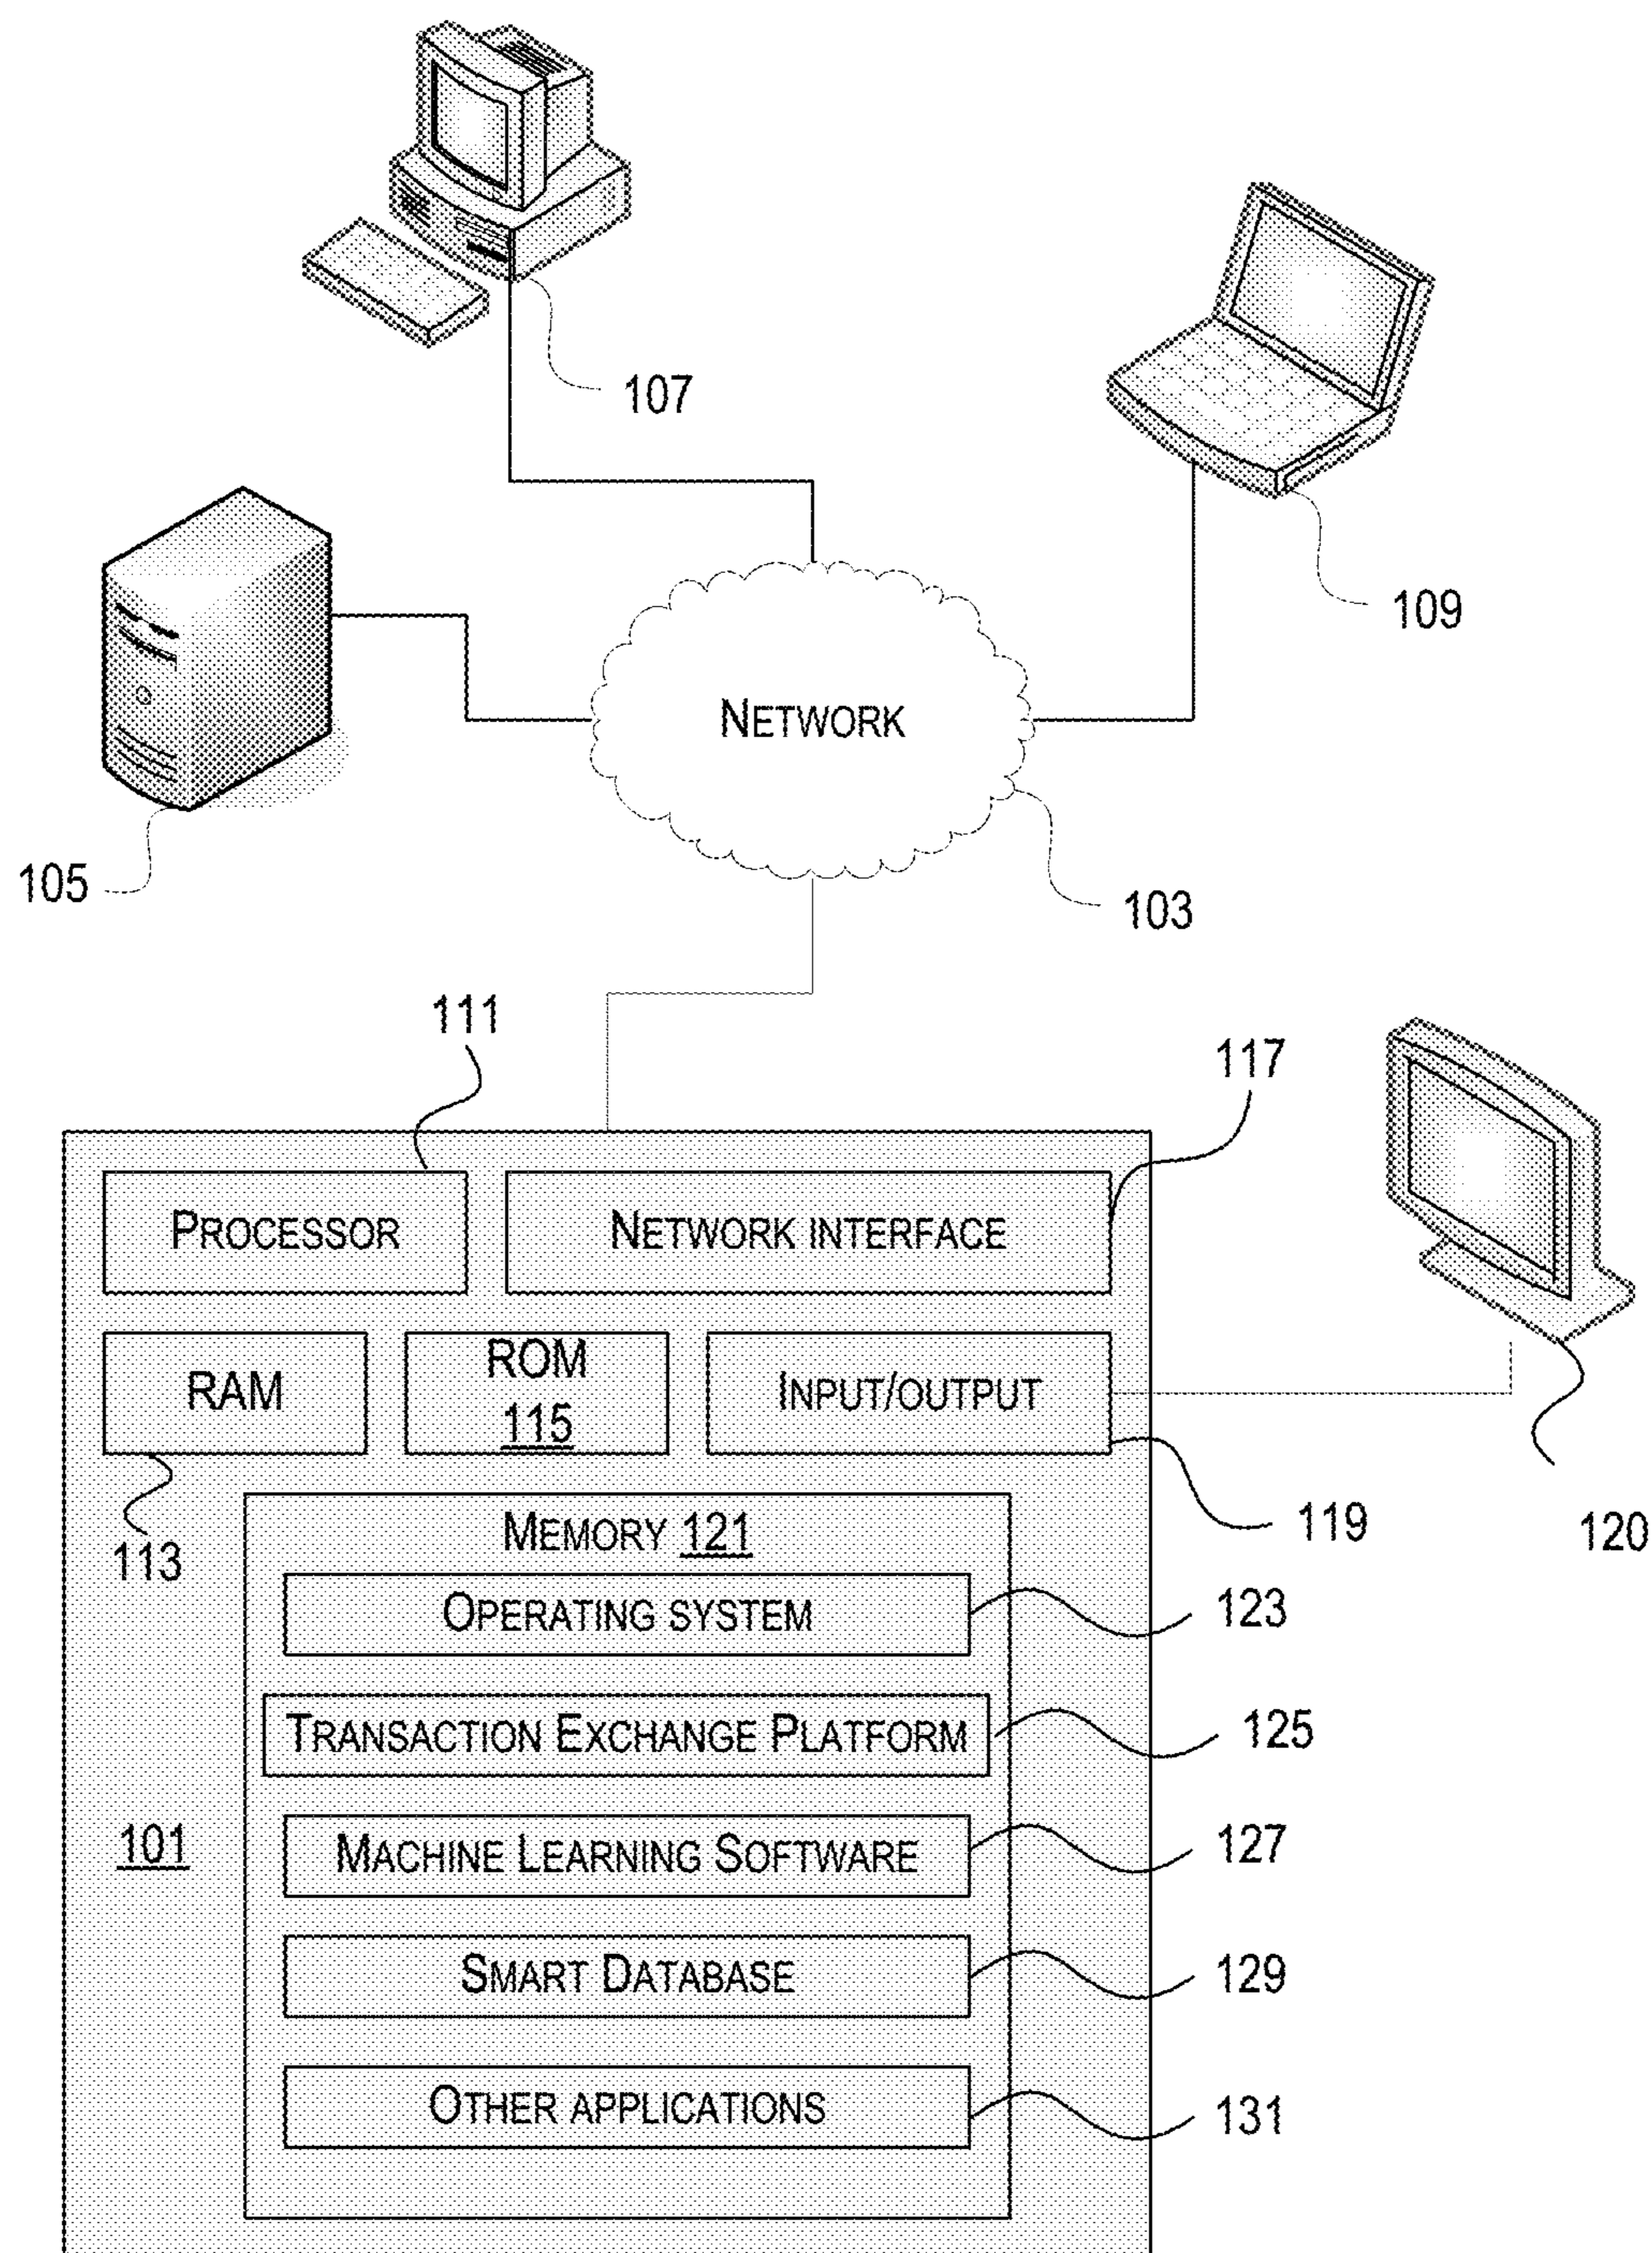 107
109
NETWORK
105
103
111
117
PROCESSOR
NETWORK INTERFACE
RAM
ROM
115
INPUT/OUTPUT
113
119
120
MEMORY 121
OPERATING SYSTEM
123
TRANSACTION EXCHANGE PLATFORM
125
101
MACHINE LEARNING SOFTWARE
127
SMART DATABASE
129
OTHER APPLICATIONS
131